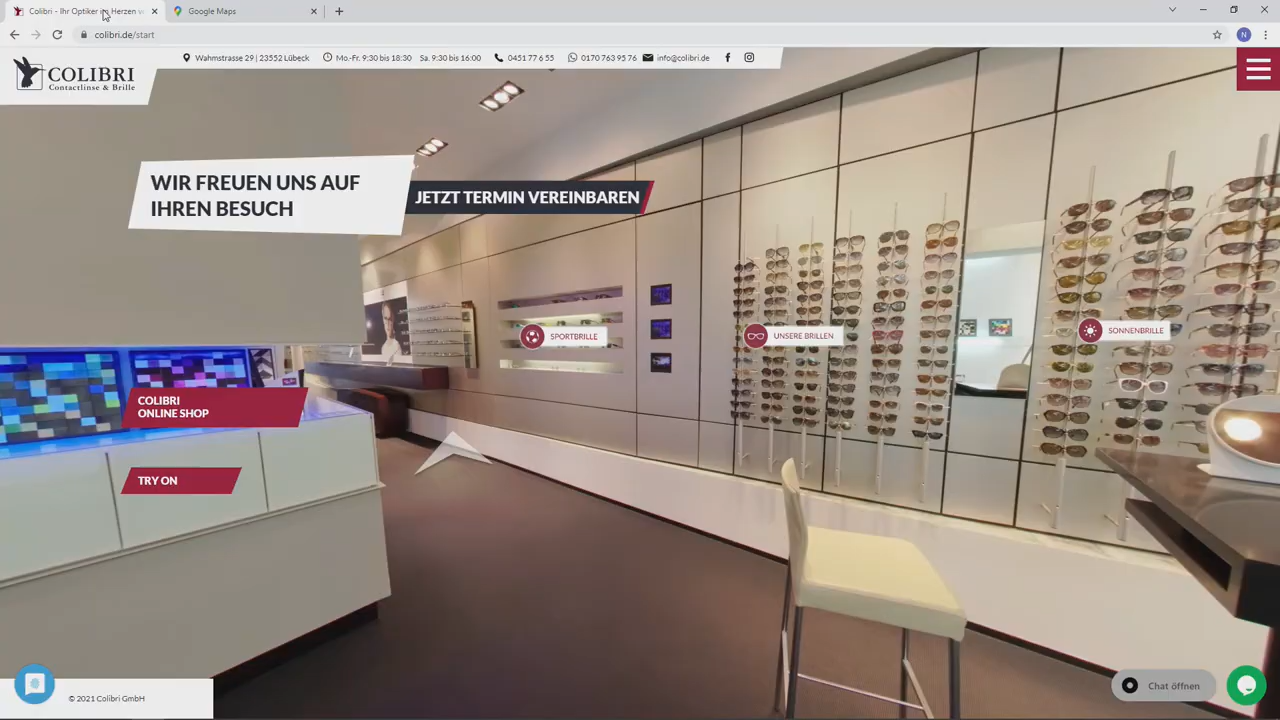 Colibri - Ihr Optiker im Herzen v
Google Maps
colibri.de/start
N
COLIBRI
Contactlinse & Brille
Wahmstrasse 29 | 23552 Lübeck
Mo.-Fr. 9:30 bis 18:30 Sa. 9:30 bis 16:00
0451 77 6 55
0170 763 95 76
info@colibri.de
WIR FREUEN UNS AUF
IHREN BESUCH
JETZT TERMIN VEREINBAREN
SPORTBRILLE
UNSERE BRILLEN
SONNENBRILLE
COLIBRI
ONLINE SHOP
TRY ON
© 2021 Colibri GmbH
Chat öffnen